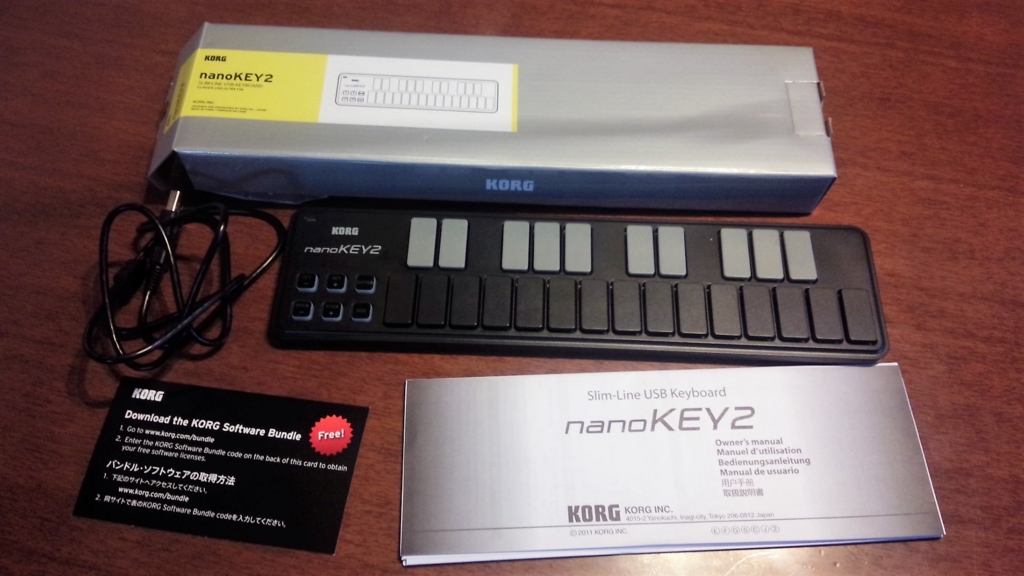 KORG
nanoKEY2
SLIM-LINE USB KEYBOARD
KORG INC.
KORG
KORG
nanoKEY2
KORG
Download the KORG Software Bundle
Free!
1. Go to www.korg.com/bundle
2. Enter the KORG Software Bundle code on the back of this card to obtain
your free software licenses.
バンドル・ソフトウェアの取得方法
1. 下記のサイトへアクセスしてください。
www.korg.com/bundle
2. 同サイトで表のKORG Software Bundle codeを入力してください。
Slim-Line USB Keyboard
nanoKEY2
Owner's manual
Manuel d'utilisation
Bedienungsanleitung
Manual de usuario
用户手册
取扱説明書
KORG KORG INC.
4015-2 Yanokuchi, Inagi-city, Tokyo 206-0812 Japan
© 2011 KORG INC.
Ⓔ Ⓕ Ⓖ Ⓢ Ⓒ Ⓙ 2